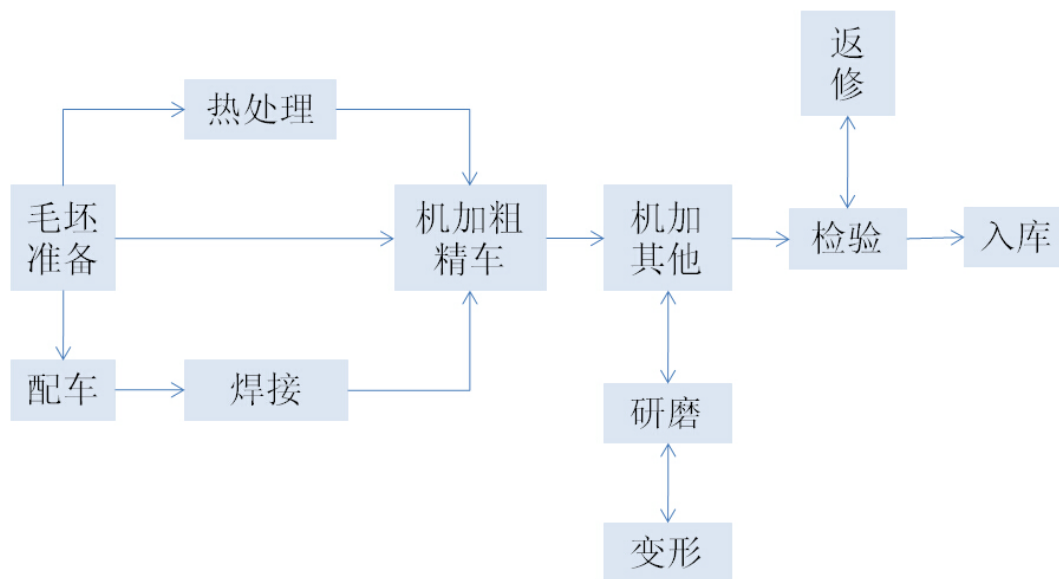 返
修
热处理
毛坯
准备
机加粗
精车
机加
其他
检验
入库
配车
焊接
研磨
变形